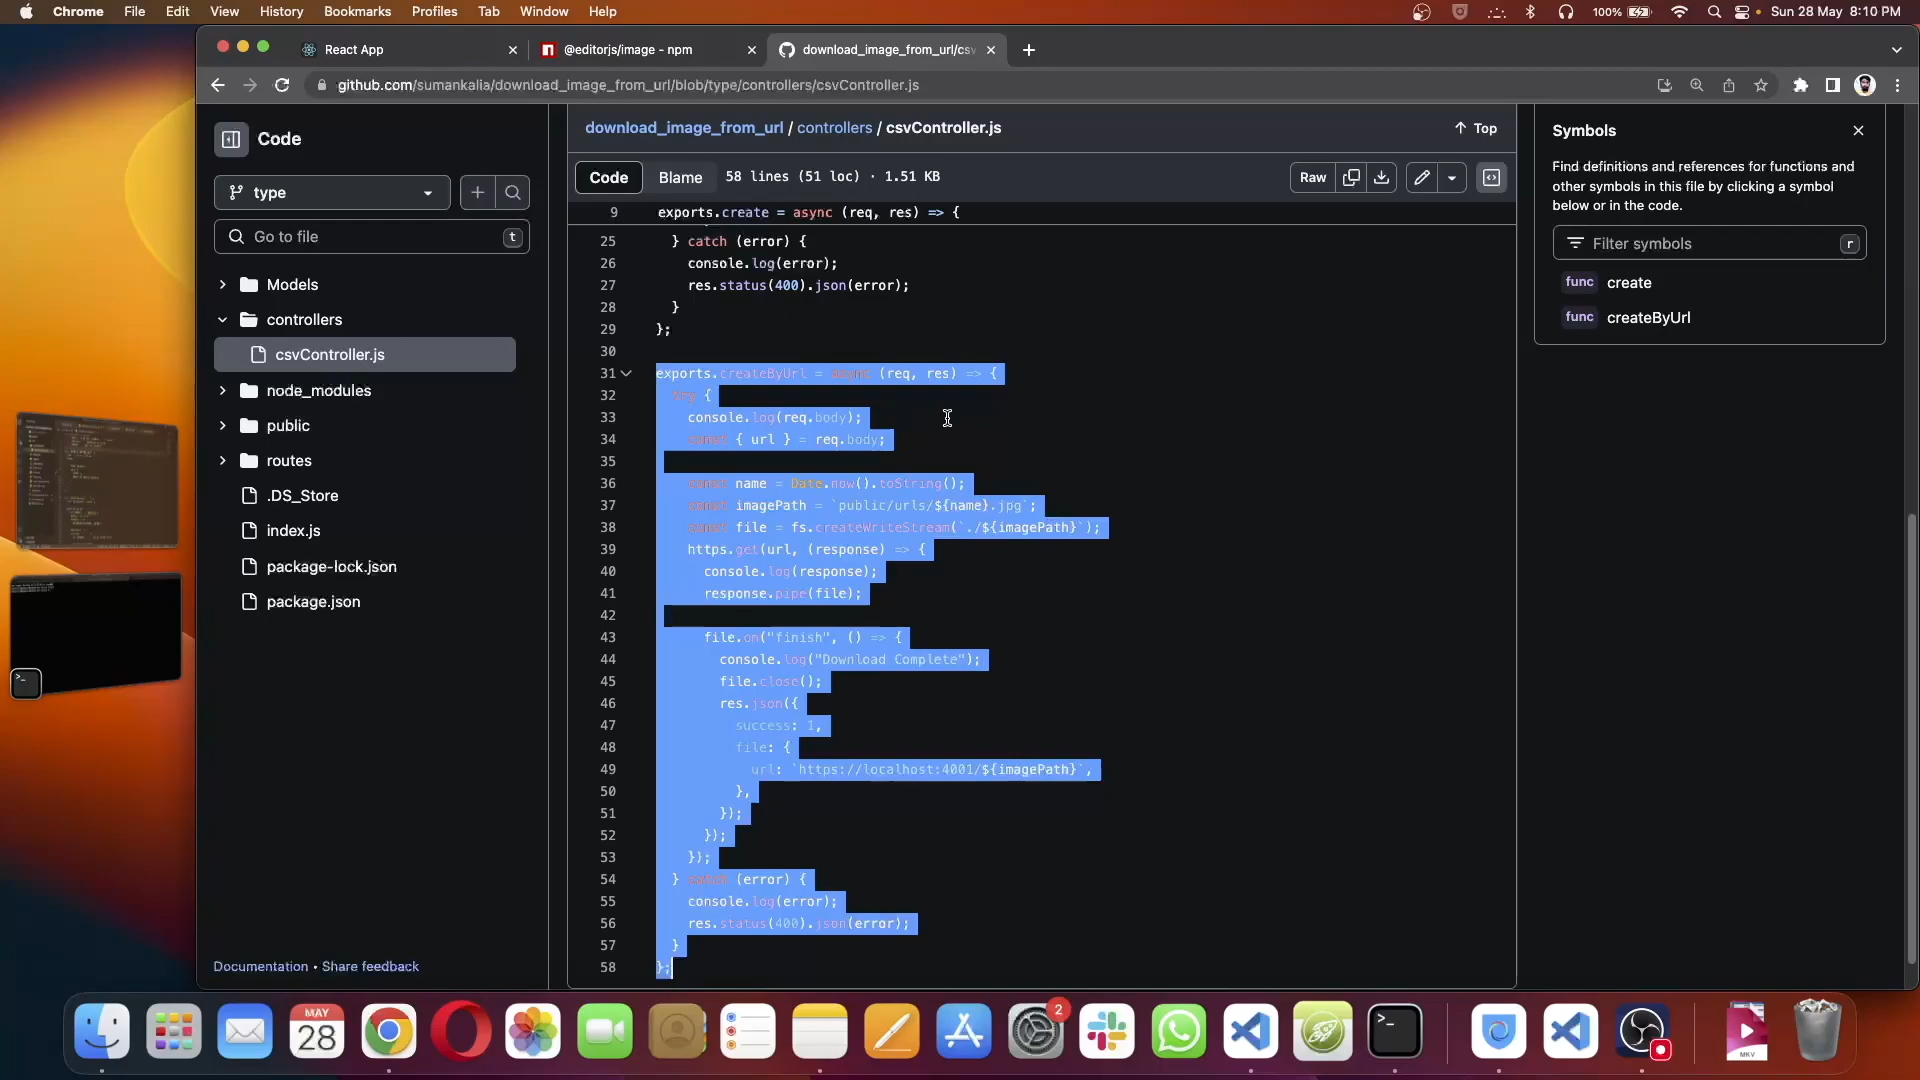 Chrome File Edit View History Bookmarks Profiles Tab Window Help 100% Sun 28 May 8:10 PM
React App @editorjs/image - npm download_image_from_url/csv
github.com/sumankalia/download_image_from_url/blob/type/controllers/csvController.js
Code
type
Go to file t
Models
controllers
csvController.js
node_modules
public
routes
.DS_Store
index.js
package-lock.json
package.json
Documentation • Share feedback
download_image_from_url / controllers / csvController.js Top
Code Blame 58 lines (51 loc) · 1.51 KB Raw
9 exports.create = async (req, res) => {
25 } catch (error) {
26 console.log(error);
27 res.status(400).json(error);
28 }
29 };
30
31 exports.createByUrl = async (req, res) => {
32 try {
33 console.log(req.body);
34 const { url } = req.body;
35
36 const name = Date.now().toString();
37 const imagePath = `public/urls/${name}.jpg`;
38 const file = fs.createWriteStream(`./${imagePath}`);
39 https.get(url, (response) => {
40 console.log(response);
41 response.pipe(file);
42
43 file.on("finish", () => {
44 console.log("Download Complete");
45 file.close();
46 res.json({
47 success: 1,
48 file: {
49 url: `https://localhost:4001/${imagePath}`,
50 },
51 });
52 });
53 });
54 } catch (error) {
55 console.log(error);
56 res.status(400).json(error);
57 }
58 };
Symbols
Find definitions and references for functions and
other symbols in this file by clicking a symbol
below or in the code.
Filter symbols r
func create
func createByUrl
MAY
28
2
MKV